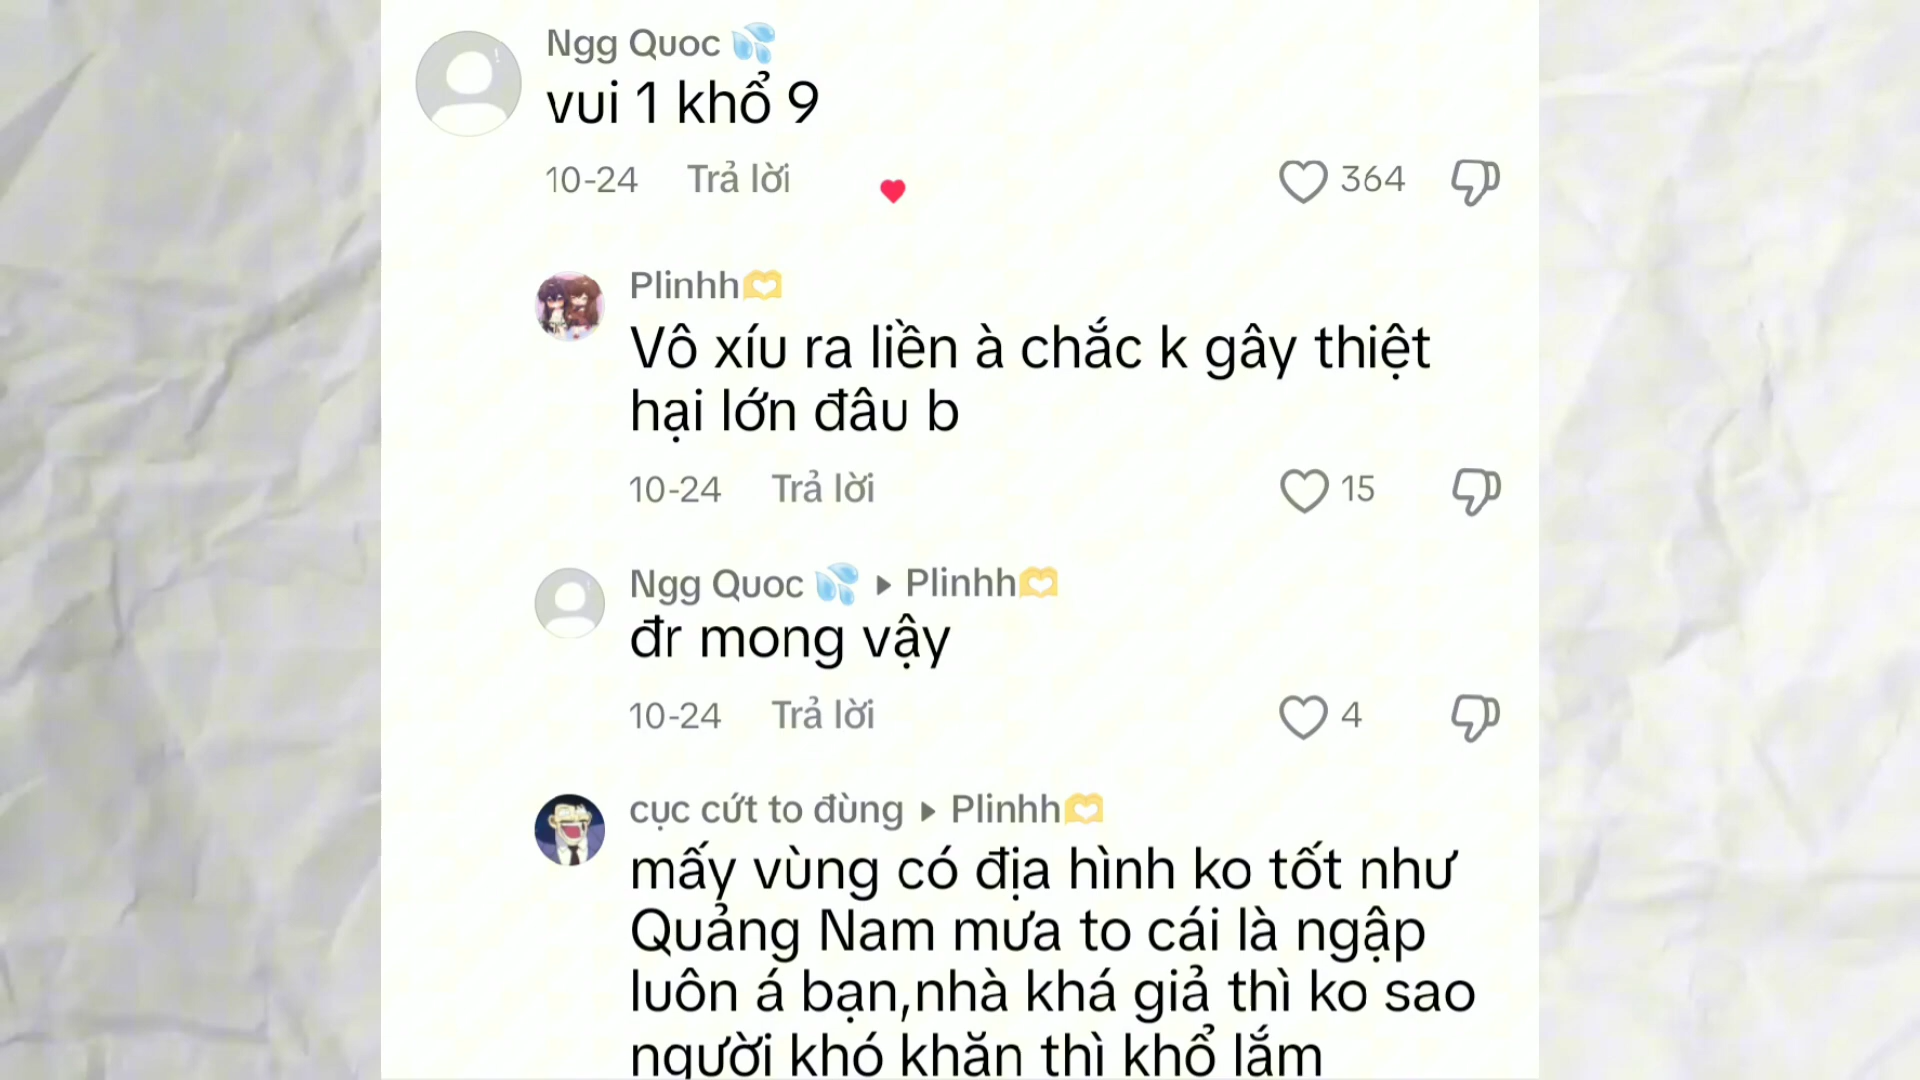 Ngg Quoc 💦
vui 1 khổ 9
10-24 Trả lời 364
Plinhh🫶
Vô xíu ra liền à chắc k gây thiệt
hại lớn đâu b
10-24 Trả lời 15
Ngg Quoc 💦 ▸ Plinhh🫶
đr mong vậy
10-24 Trả lời 4
cục cứt to đùng ▸ Plinhh🫶
mấy vùng có địa hình ko tốt như
Quảng Nam mưa to cái là ngập
luôn á bạn,nhà khá giả thì ko sao
người khó khăn thì khổ lắm